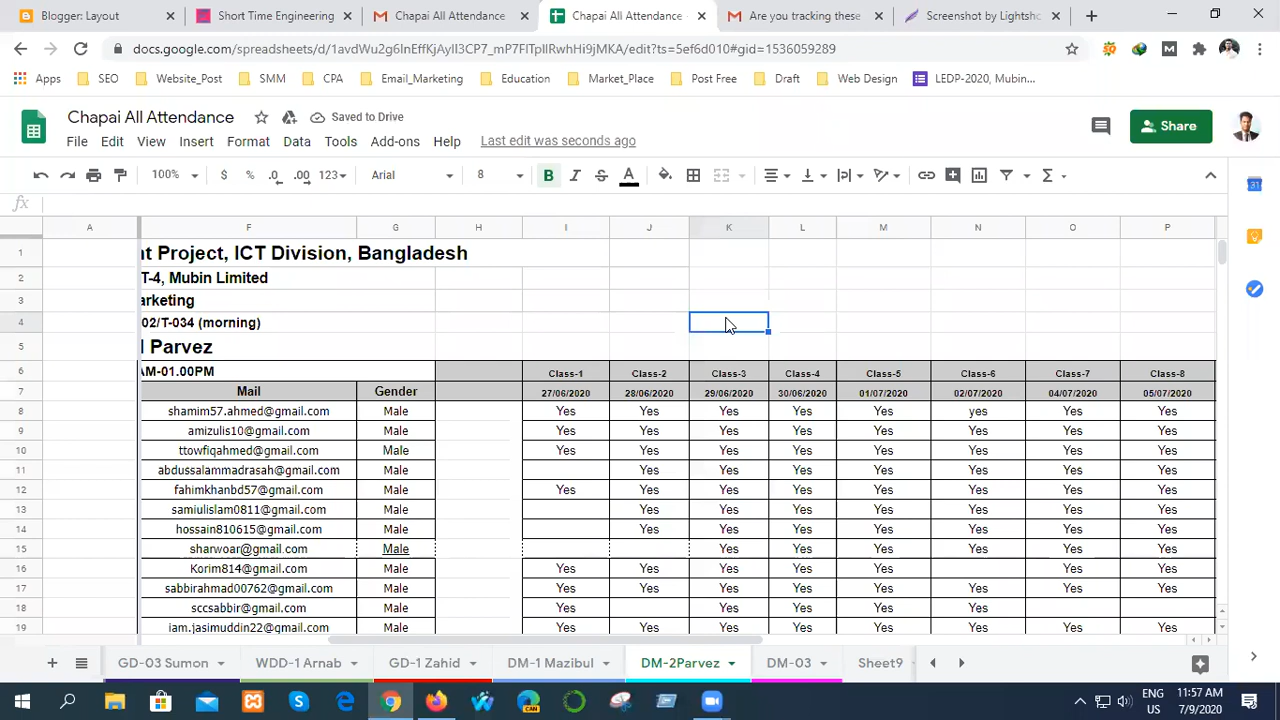 Blogger: Layout
Short Time Engineering
Chapai All Attendance
Chapai All Attendance
Are you tracking these
Screenshot by Lightsho
docs.google.com/spreadsheets/d/
/edit?ts=5ef6d010#gid=1536059289
Apps SEO Website_Post SMM CPA Email_Marketing Education Market_Place Post Free Draft Web Design LEDP-2020, Mubin...
Chapai All Attendance Saved to Drive
Share
File Edit View Insert Format Data Tools Add-ons Help Last edit was seconds ago
100% $ % .0 .00 123 Arial 8 B I S A
fx
A F G H I J K L M N O P
1 nt Project, ICT Division, Bangladesh
2 T-4, Mubin Limited
3 arketing
4 02/T-034 (morning)
5 l Parvez
6 AM-01.00PM Class-1 Class-2 Class-3 Class-4 Class-5 Class-6 Class-7 Class-8
7 Mail Gender 27/06/2020 28/06/2020 29/06/2020 30/06/2020 01/07/2020 02/07/2020 04/07/2020 05/07/2020
8 shamim57.ahmed@gmail.com Male Yes Yes Yes Yes Yes yes Yes Yes
9 amizulis10@gmail.com Male Yes Yes Yes Yes Yes Yes Yes Yes
10 ttowfiqahmed@gmail.com Male Yes Yes Yes Yes Yes Yes Yes Yes
11 abdussalammadrasah@gmail.com Male Yes Yes Yes Yes Yes Yes Yes
12 fahimkhanbd57@gmail.com Male Yes Yes Yes Yes Yes Yes Yes Yes
13 samiulislam0811@gmail.com Male Yes Yes Yes Yes Yes Yes Yes
14 hossain810615@gmail.com Male Yes Yes Yes Yes Yes Yes Yes
15 sharwoar@gmail.com Male Yes Yes Yes Yes Yes Yes
16 Korim814@gmail.com Male Yes Yes Yes Yes Yes Yes Yes
17 sabbirahmad00762@gmail.com Male Yes Yes Yes Yes Yes Yes Yes Yes
18 sccsabbir@gmail.com Male Yes Yes Yes Yes Yes
19 iam.jasimuddin22@gmail.com Male Yes Yes Yes Yes Yes Yes Yes Yes
GD-03 Sumon WDD-1 Arnab GD-1 Zahid DM-1 Mazibul DM-2Parvez DM-03 Sheet9
ENG 11:57 AM
US 7/9/2020